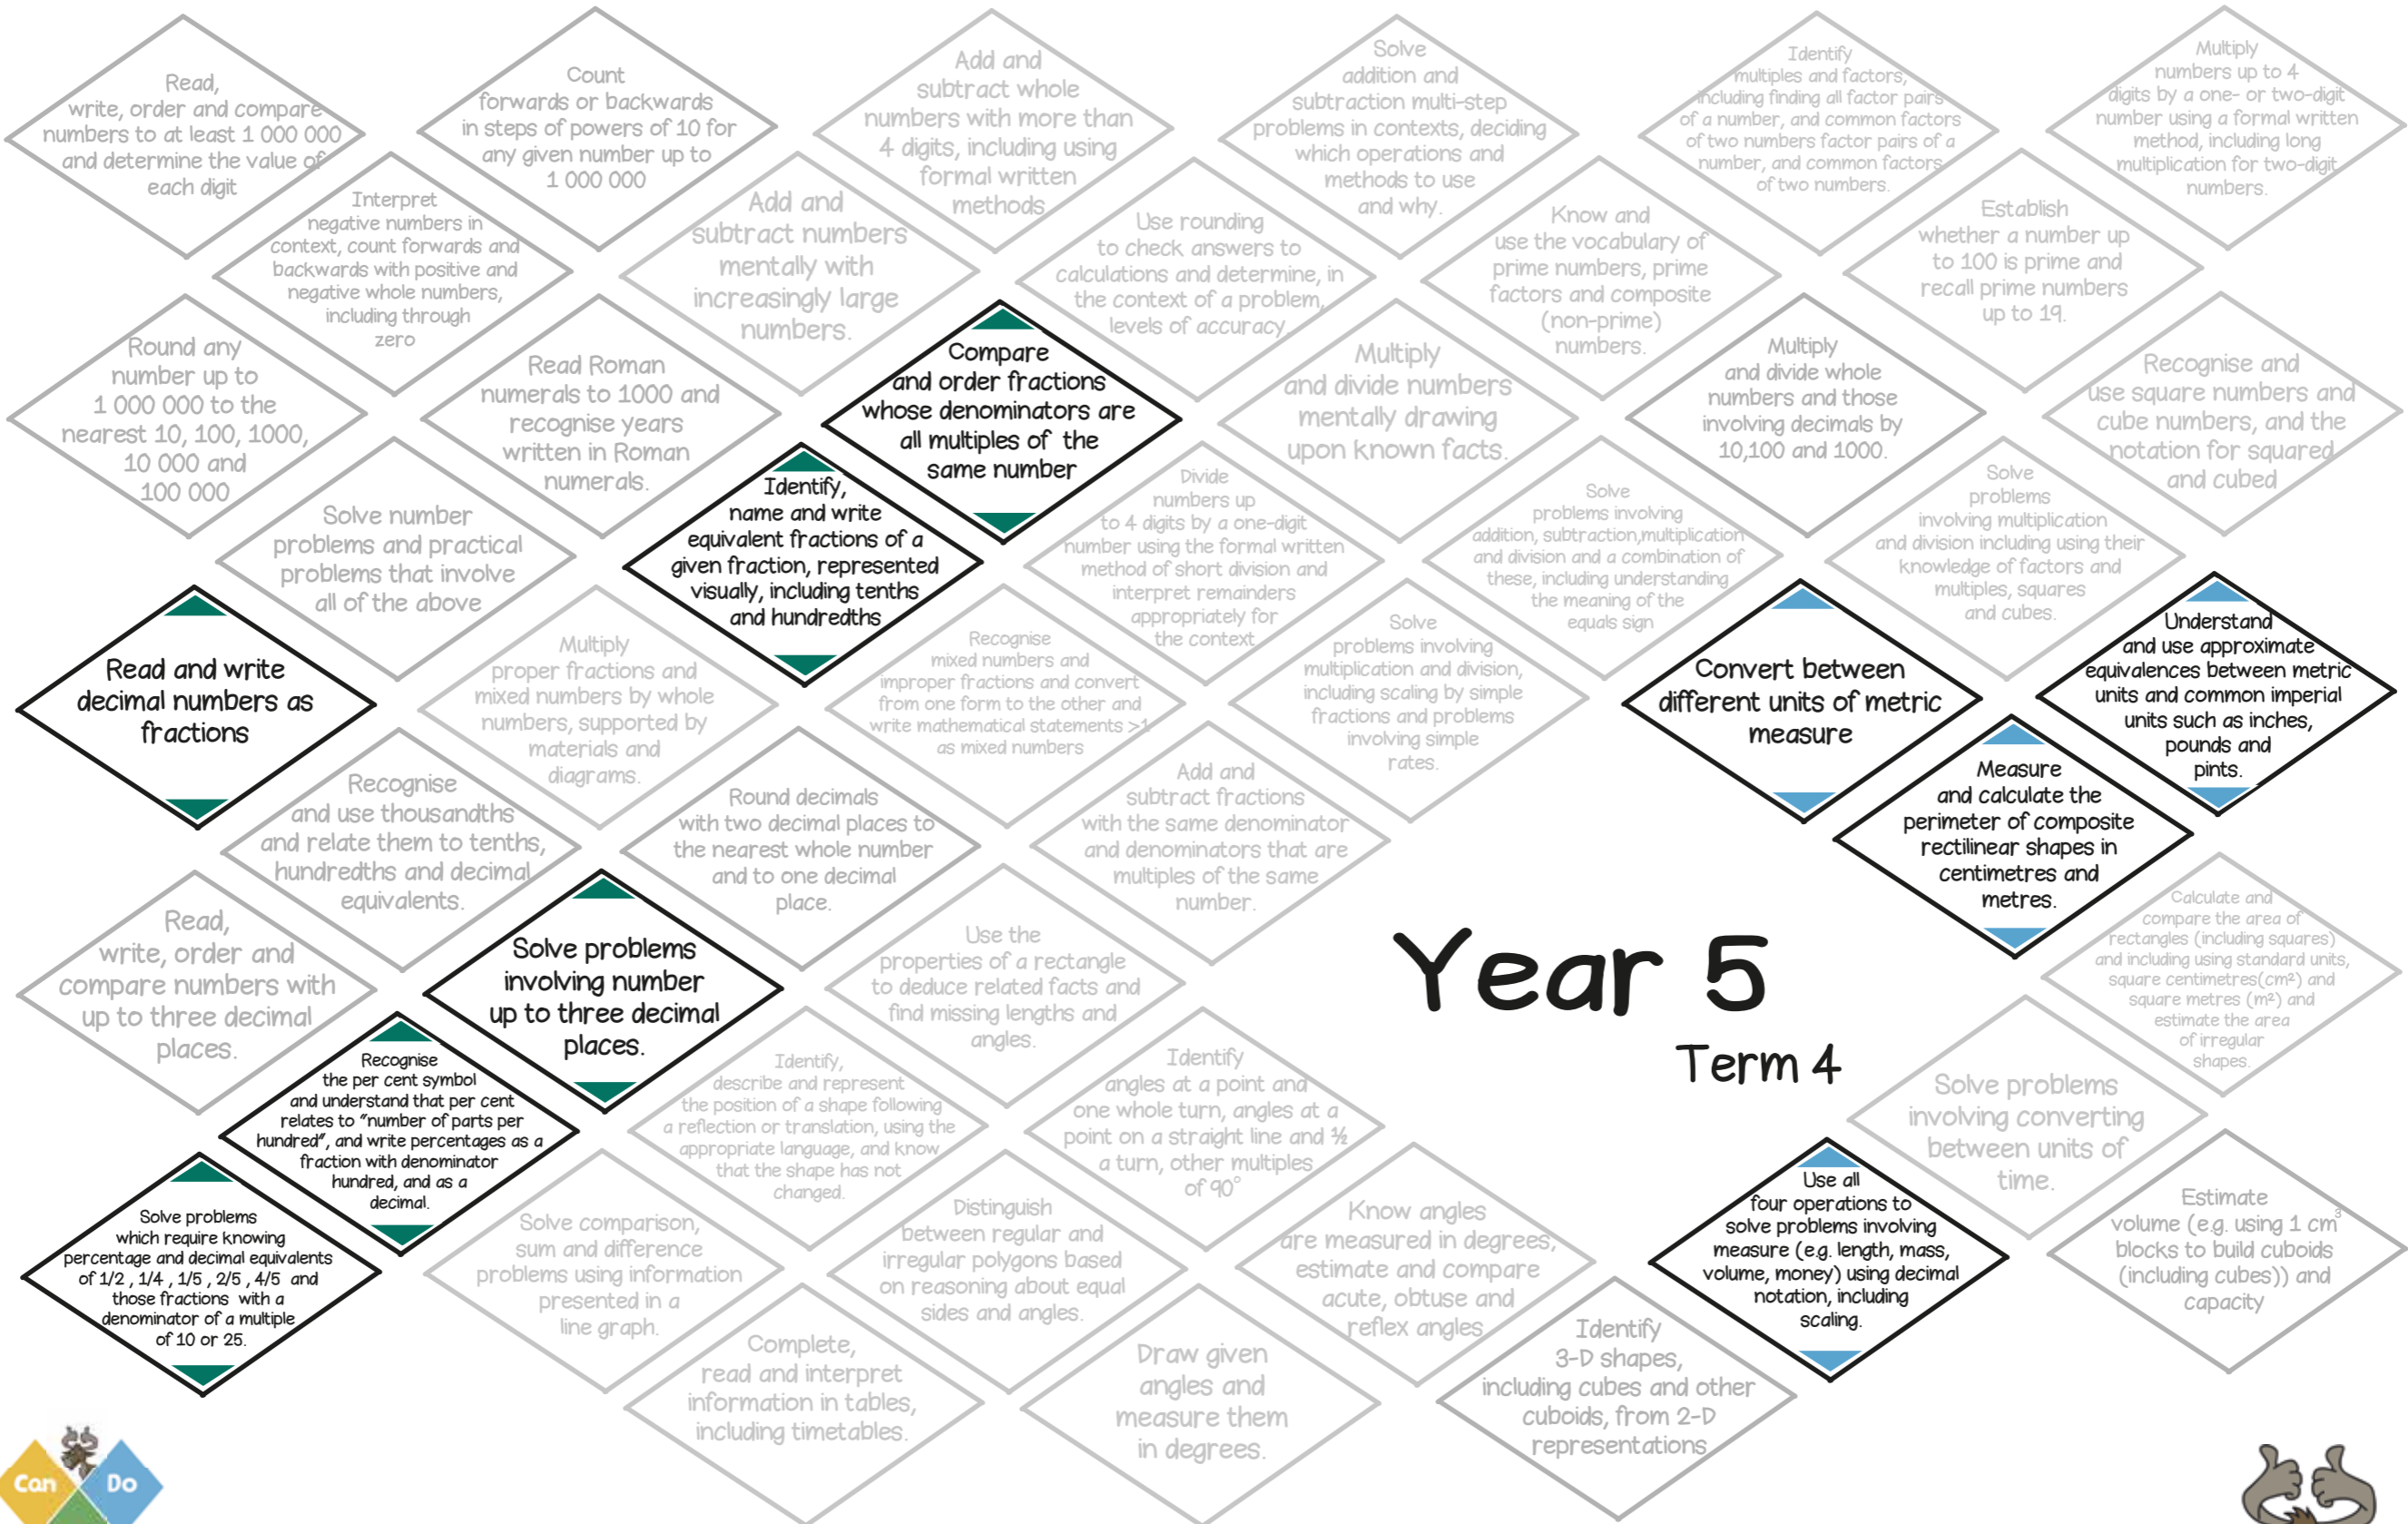 Read,
write, order and compare
numbers to at least 1 000 000
and determine the value of
each digit
Count
forwards or backwards
in steps of powers of 10 for
any given number up to
1 000 000
Add and
subtract whole
numbers with more than
4 digits, including using
formal written
methods
Solve
addition and
subtraction multi-step
problems in contexts, deciding
which operations and
methods to use
and why.
Identify
multiples and factors,
including finding all factor pairs
of a number, and common factors
of two numbers factor pairs of a
number, and common factors
of two numbers.
Multiply
numbers up to 4
digits by a one- or two-digit
number using a formal written
method, including long
multiplication for two-digit
numbers.
Interpret
negative numbers in
context, count forwards and
backwards with positive and
negative whole numbers,
including through
zero
Add and
subtract numbers
mentally with
increasingly large
numbers.
Use rounding
to check answers to
calculations and determine, in
the context of a problem,
levels of accuracy
Know and
use the vocabulary of
prime numbers, prime
factors and composite
(non-prime)
numbers.
Establish
whether a number up
to 100 is prime and
recall prime numbers
up to 19.
Round any
number up to
1 000 000 to the
nearest 10, 100, 1000,
10 000 and
100 000
Read Roman
numerals to 1000 and
recognise years
written in Roman
numerals.
Compare
and order fractions
whose denominators are
all multiples of the
same number
Multiply
and divide numbers
mentally drawing
upon known facts.
Multiply
and divide whole
numbers and those
involving decimals by
10,100 and 1000.
Recognise and
use square numbers and
cube numbers, and the
notation for squared
and cubed
Solve number
problems and practical
problems that involve
all of the above
Identify,
name and write
equivalent fractions of a
given fraction, represented
visually, including tenths
and hundredths
Divide
numbers up
to 4 digits by a one-digit
number using the formal written
method of short division and
interpret remainders
appropriately for
the context
Solve
problems involving
addition, subtraction,multiplication
and division and a combination of
these, including understanding
the meaning of the
equals sign
Solve
problems
involving multiplication
and division including using their
knowledge of factors and
multiples, squares
and cubes.
Read and write
decimal numbers as
fractions
Multiply
proper fractions and
mixed numbers by whole
numbers, supported by
materials and
diagrams.
Recognise
mixed numbers and
improper fractions and convert
from one form to the other and
write mathematical statements >1
as mixed numbers
Solve
problems involving
multiplication and division,
including scaling by simple
fractions and problems
involving simple
rates.
Convert between
different units of metric
measure
Understand
and use approximate
equivalences between metric
units and common imperial
units such as inches,
pounds and
pints.
Recognise
and use thousandths
and relate them to tenths,
hundredths and decimal
equivalents.
Round decimals
with two decimal places to
the nearest whole number
and to one decimal
place.
Add and
subtract fractions
with the same denominator
and denominators that are
multiples of the same
number.
Measure
and calculate the
perimeter of composite
rectilinear shapes in
centimetres and
metres.
Read,
write, order and
compare numbers with
up to three decimal
places.
Solve problems
involving number
up to three decimal
places.
Use the
properties of a rectangle
to deduce related facts and
find missing lengths and
angles.
Year 5
Term 4
Calculate and
compare the area of
rectangles (including squares)
and including using standard units,
square centimetres(cm²) and
square metres (m²) and
estimate the area
of irregular
shapes.
Recognise
the per cent symbol
and understand that per cent
relates to "number of parts per
hundred", and write percentages as a
fraction with denominator
hundred, and as a
decimal.
Identify,
describe and represent
the position of a shape following
a reflection or translation, using the
appropriate language, and know
that the shape has not
changed.
Identify
angles at a point and
one whole turn, angles at a
point on a straight line and ½
a turn, other multiples
of 90°
Solve problems
involving converting
between units of
time.
Solve problems
which require knowing
percentage and decimal equivalents
of 1/2 , 1/4 , 1/5 , 2/5 , 4/5 and
those fractions with a
denominator of a multiple
of 10 or 25.
Solve comparison,
sum and difference
problems using information
presented in a
line graph.
Distinguish
between regular and
irregular polygons based
on reasoning about equal
sides and angles.
Know angles
are measured in degrees,
estimate and compare
acute, obtuse and
reflex angles
Use all
four operations to
solve problems involving
measure (e.g. length, mass,
volume, money) using decimal
notation, including
scaling.
Estimate
volume (e.g. using 1 cm³
blocks to build cuboids
(including cubes)) and
capacity
Complete,
read and interpret
information in tables,
including timetables.
Draw given
angles and
measure them
in degrees.
Identify
3-D shapes,
including cubes and other
cuboids, from 2-D
representations
Can Do